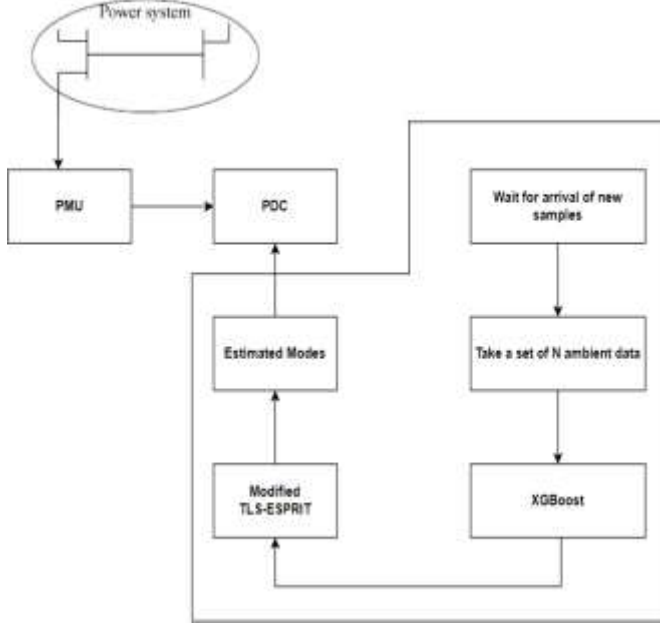 Power system
PMU
PDC
Wait for arrival of new
samples
Estimated Modes
Take a set of N ambient data
Modified
TLS-ESPRIT
XGBoost